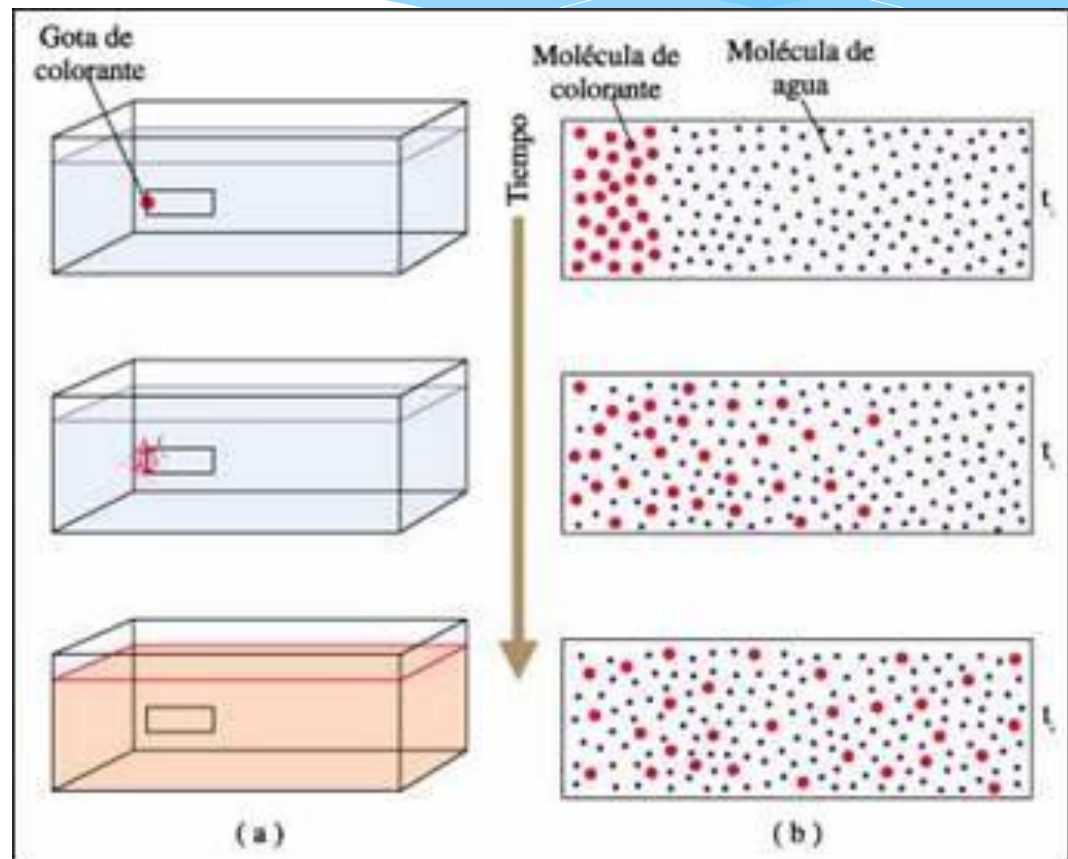 Gota de
colorante
Molécula de
colorante
Molécula de
agua
Tiempo
t
t
t
( a )
( b )